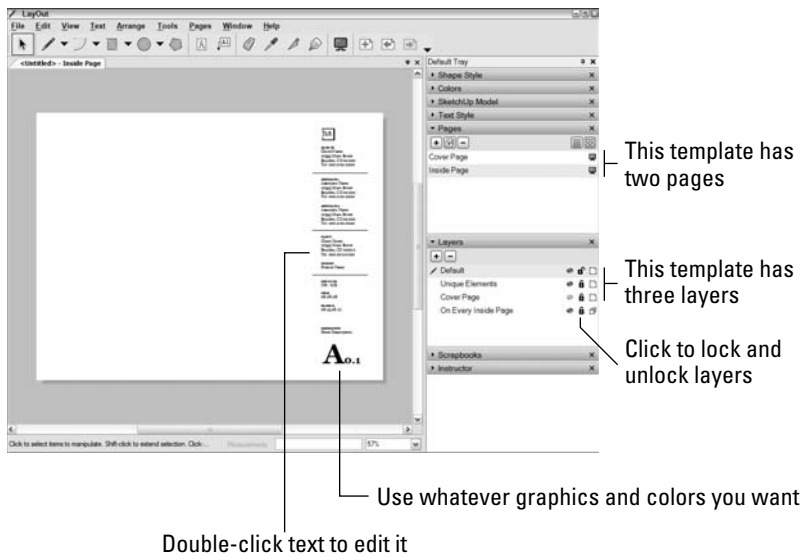 LayOut
File Edit View Text Arrange Tools Pages Window Help
<Untitled> - Inside Page
Default Tray
Shape Style
Colors
SketchUp Model
Text Style
Pages
Cover Page
Inside Page
Layers
Default
Unique Elements
Cover Page
On Every Inside Page
Scrapbooks
Instructor
A0.1
Click to select items to manipulate. Shift-click to extend selection. Click-...
Measurements
57%
This template has
two pages
This template has
three layers
Click to lock and
unlock layers
Use whatever graphics and colors you want
Double-click text to edit it